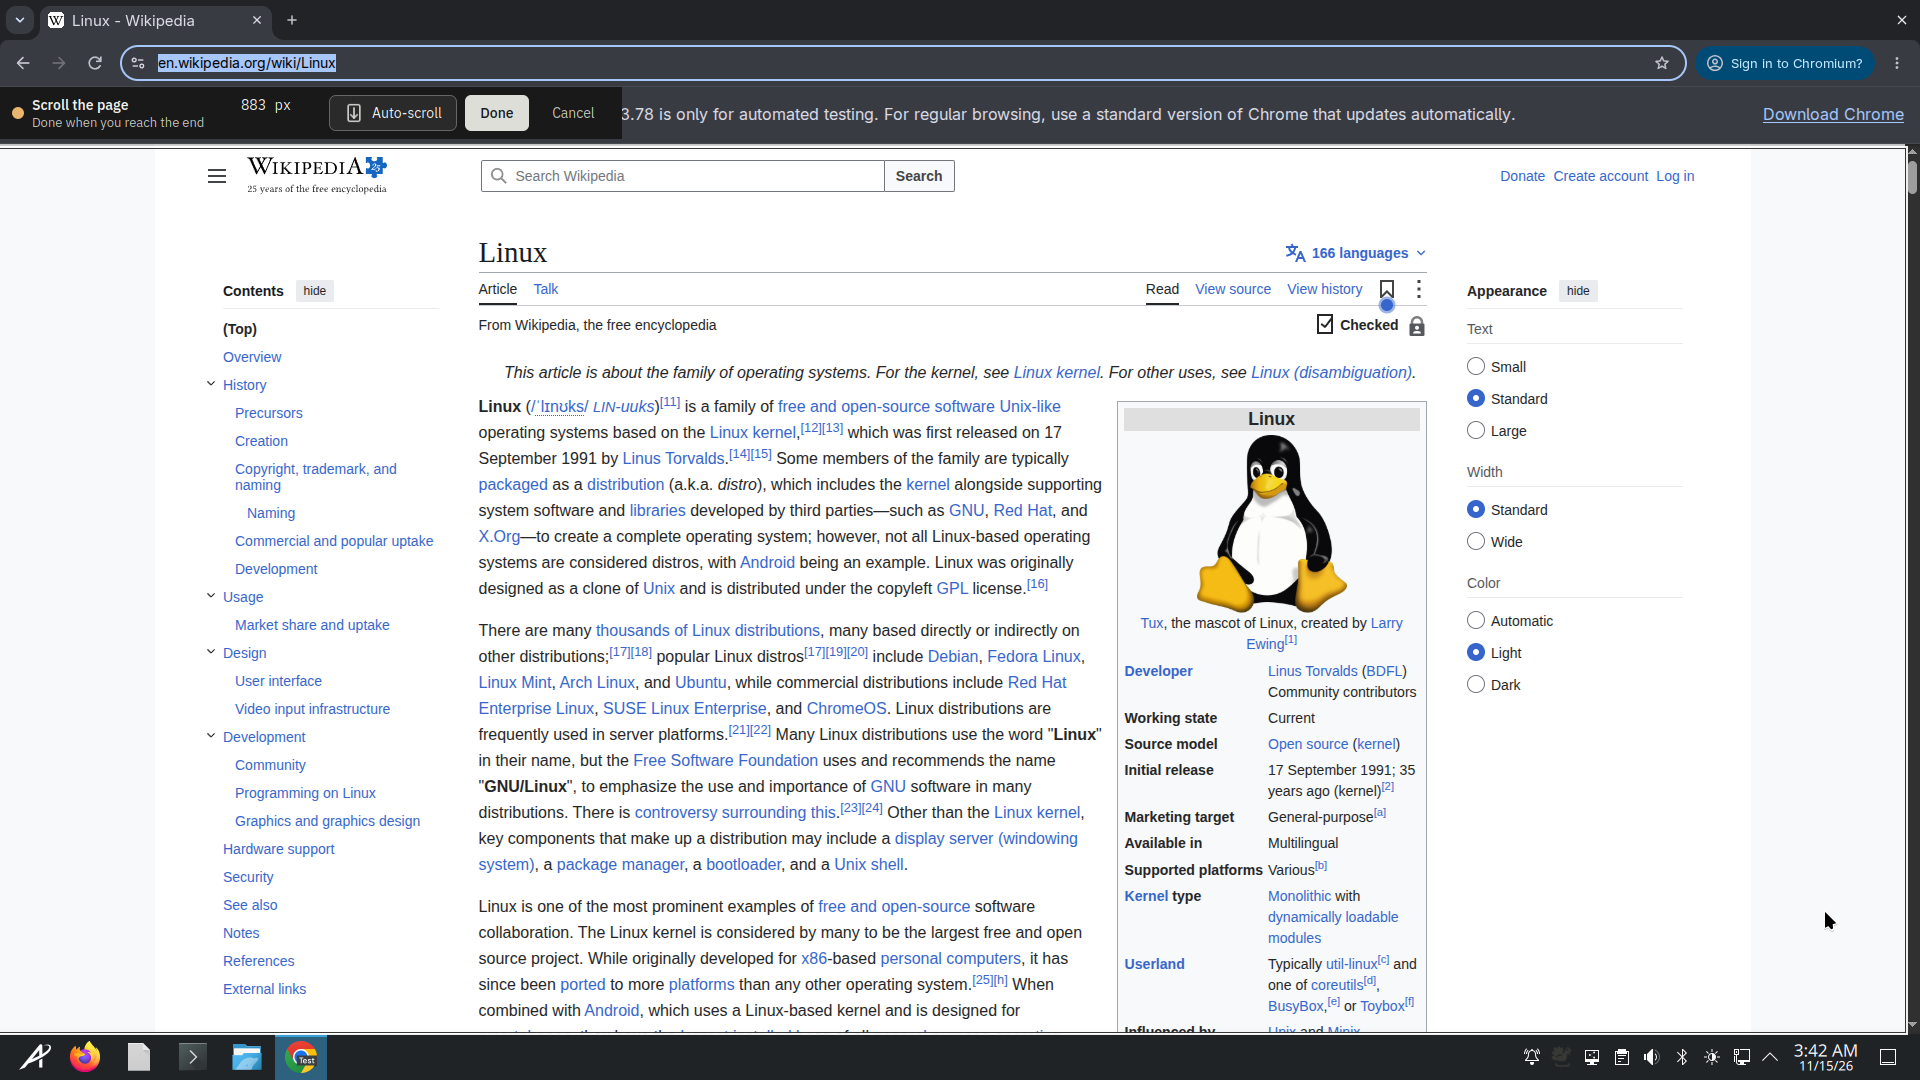 Linux - Wikipedia
en.wikipedia.org/wiki/Linux
Sign in to Chromium?
Scroll the page
Done when you reach the end
883 px
Auto-scroll
Done
Cancel
3.78 is only for automated testing. For regular browsing, use a standard version of Chrome that updates automatically.
Download Chrome
WIKIPEDIA 25
25 years of the free encyclopedia
Search Wikipedia
Search
Donate Create account Log in
Linux
166 languages
Article Talk
Read View source View history
From Wikipedia, the free encyclopedia
Checked
Contents hide
(Top)
Overview
History
Precursors
Creation
Copyright, trademark, and
naming
Naming
Commercial and popular uptake
Development
Usage
Market share and uptake
Design
User interface
Video input infrastructure
Development
Community
Programming on Linux
Graphics and graphics design
Hardware support
Security
See also
Notes
References
External links
This article is about the family of operating systems. For the kernel, see Linux kernel. For other uses, see Linux (disambiguation).
Linux (/ˈlɪnʊks/ LIN-uuks)[11] is a family of free and open-source software Unix-like
operating systems based on the Linux kernel,[12][13] which was first released on 17
September 1991 by Linus Torvalds.[14][15] Some members of the family are typically
packaged as a distribution (a.k.a. distro), which includes the kernel alongside supporting
system software and libraries developed by third parties—such as GNU, Red Hat, and
X.Org—to create a complete operating system; however, not all Linux-based operating
systems are considered distros, with Android being an example. Linux was originally
designed as a clone of Unix and is distributed under the copyleft GPL license.[16]
There are many thousands of Linux distributions, many based directly or indirectly on
other distributions;[17][18] popular Linux distros[17][19][20] include Debian, Fedora Linux,
Linux Mint, Arch Linux, and Ubuntu, while commercial distributions include Red Hat
Enterprise Linux, SUSE Linux Enterprise, and ChromeOS. Linux distributions are
frequently used in server platforms.[21][22] Many Linux distributions use the word "Linux"
in their name, but the Free Software Foundation uses and recommends the name
"GNU/Linux", to emphasize the use and importance of GNU software in many
distributions. There is controversy surrounding this.[23][24] Other than the Linux kernel,
key components that make up a distribution may include a display server (windowing
system), a package manager, a bootloader, and a Unix shell.
Linux is one of the most prominent examples of free and open-source software
collaboration. The Linux kernel is considered by many to be the largest free and open
source project. While originally developed for x86-based personal computers, it has
since been ported to more platforms than any other operating system.[25][h] When
combined with Android, which uses a Linux-based kernel and is designed for
Linux
Tux, the mascot of Linux, created by Larry
Ewing[1]
Developer Linus Torvalds (BDFL)
Community contributors
Working state Current
Source model Open source (kernel)
Initial release 17 September 1991; 35
years ago (kernel)[2]
Marketing target General-purpose[a]
Available in Multilingual
Supported platforms Various[b]
Kernel type Monolithic with
dynamically loadable
modules
Userland Typically util-linux[c] and
one of coreutils[d],
BusyBox,[e] or Toybox[f]
Influenced by Unix and Minix
Appearance hide
Text
Small
Standard
Large
Width
Standard
Wide
Color
Automatic
Light
Dark
Test
3:42 AM
11/15/26